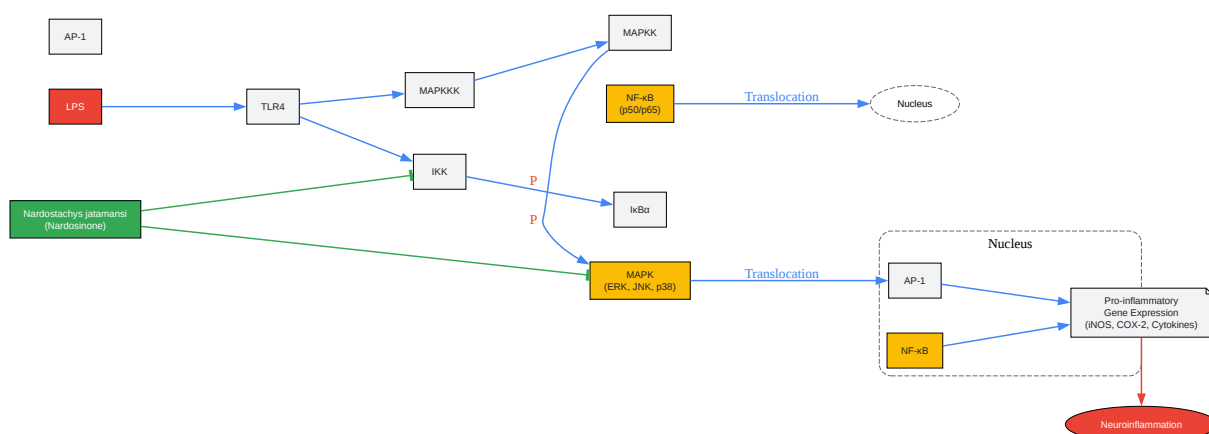 AP-1
MAPKK
LPS
TLR4
MAPKKK
NF-κB
(p50/p65)
Translocation
Nucleus
IKK
P
IκBα
Nardostachys jatamansi
(Nardosinone)
P
Nucleus
MAPK
(ERK, JNK, p38)
Translocation
AP-1
Pro-inflammatory
Gene Expression
(iNOS, COX-2, Cytokines)
NF-κB
Neuroinflammation